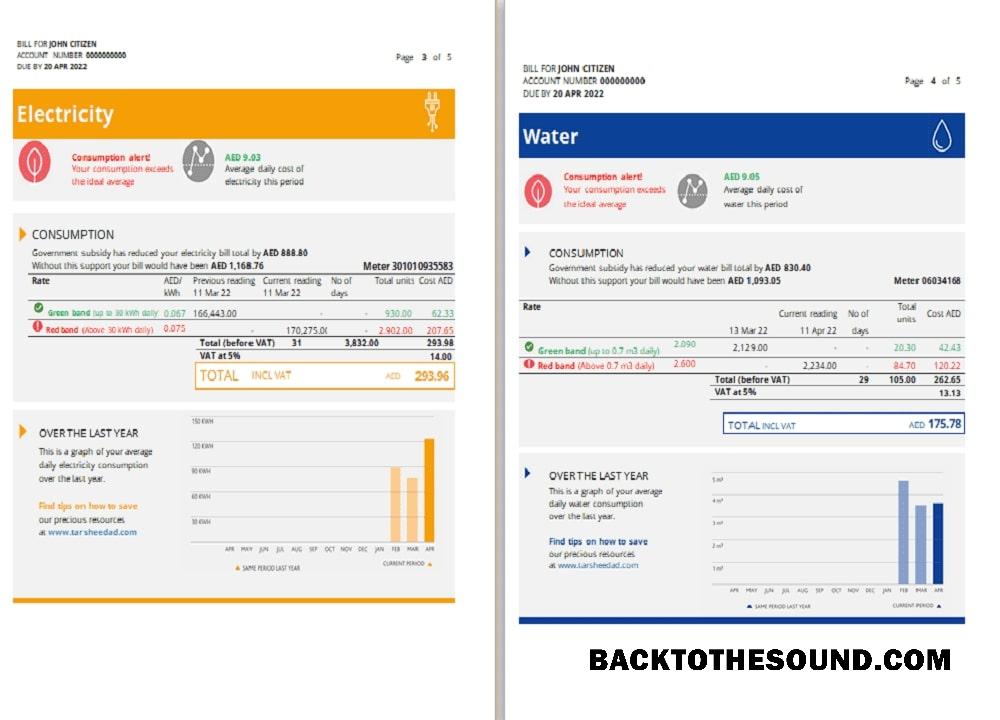 BILL FOR JOHN CITIZEN
ACCOUNT NUMBER 0000000000
DUE BY 20 APR 2022
Page 3 of 5
Electricity
Consumption alert!
Your consumption exceeds
the ideal average
AED 9.03
Average daily cost of
electricity this period
CONSUMPTION
Government subsidy has reduced your electricity bill total by AED 888.80
Without this support your bill would have been AED 1,168.76 Meter 301010935583
Rate AED/ Previous reading Current reading No of Total units Cost AED
kWh 11 Mar 22 11 Mar 22 days
Green band (up to 30 kWh daily) 0.067 166,443.00 - - 930.00 62.33
Red band (Above 30 kWh daily) 0.075 - 170,275.00 - 2.902.00 207.65
Total (before VAT) 31 3,832.00 293.98
VAT at 5% 14.00
TOTAL INCL VAT AED 293.96
OVER THE LAST YEAR
This is a graph of your average
daily electricity consumption
over the last year.
Find tips on how to save
our precious resources
at www.tarsheedad.com
150 KWH
120 KWH
90 KWH
60 KWH
30 KWH
APR MAY JUN JUL AUG SEP OCT NOV DEC JAN FEB MAR APR
SAME PERIOD LAST YEAR CURRENT PERIOD
BILL FOR JOHN CITIZEN
ACCOUNT NUMBER 000000000
DUE BY 20 APR 2022
Page 4 of 5
Water
Consumption alert!
Your consumption exceeds
the ideal average
AED 9.05
Average daily cost of
water this period
CONSUMPTION
Government subsidy has reduced your water bill total by AED 830.40
Without this support your bill would have been AED 1,093.05 Meter 06034168
Rate Current reading No of Total units Cost AED
13 Mar 22 11 Apr 22 days
Green band (up to 0.7 m3 daily) 2.090 2,129.00 - - 20.30 42.43
Red band (Above 0.7 m3 daily) 2.600 - 2,234.00 - 84.70 120.22
Total (before VAT) 29 105.00 262.65
VAT at 5% 13.13
TOTAL INCL VAT AED 175.78
OVER THE LAST YEAR
This is a graph of your average
daily water consumption
over the last year.
Find tips on how to save
our precious resources
at www.tarsheedad.com
5 m³
4 m³
3 m³
2 m³
1 m³
APR MAY JUN JUL AUG SEP OCT NOV DEC JAN FEB MAR APR
SAME PERIOD LAST YEAR CURRENT PERIOD
BACKTOTHESOUND.COM